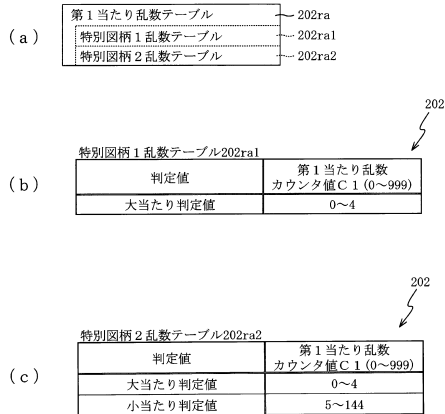 (a)
第1当たり乱数テーブル 202ra
特別図柄1乱数テーブル 202ra1
特別図柄2乱数テーブル 202ra2
202
特別図柄1乱数テーブル202ra1
(b)
判定値 第1当たり乱数
カウンタ値C1(0~999)
大当たり判定値 0~4
202
特別図柄2乱数テーブル202ra2
(c)
判定値 第1当たり乱数
カウンタ値C1(0~999)
大当たり判定値 0~4
小当たり判定値 5~144